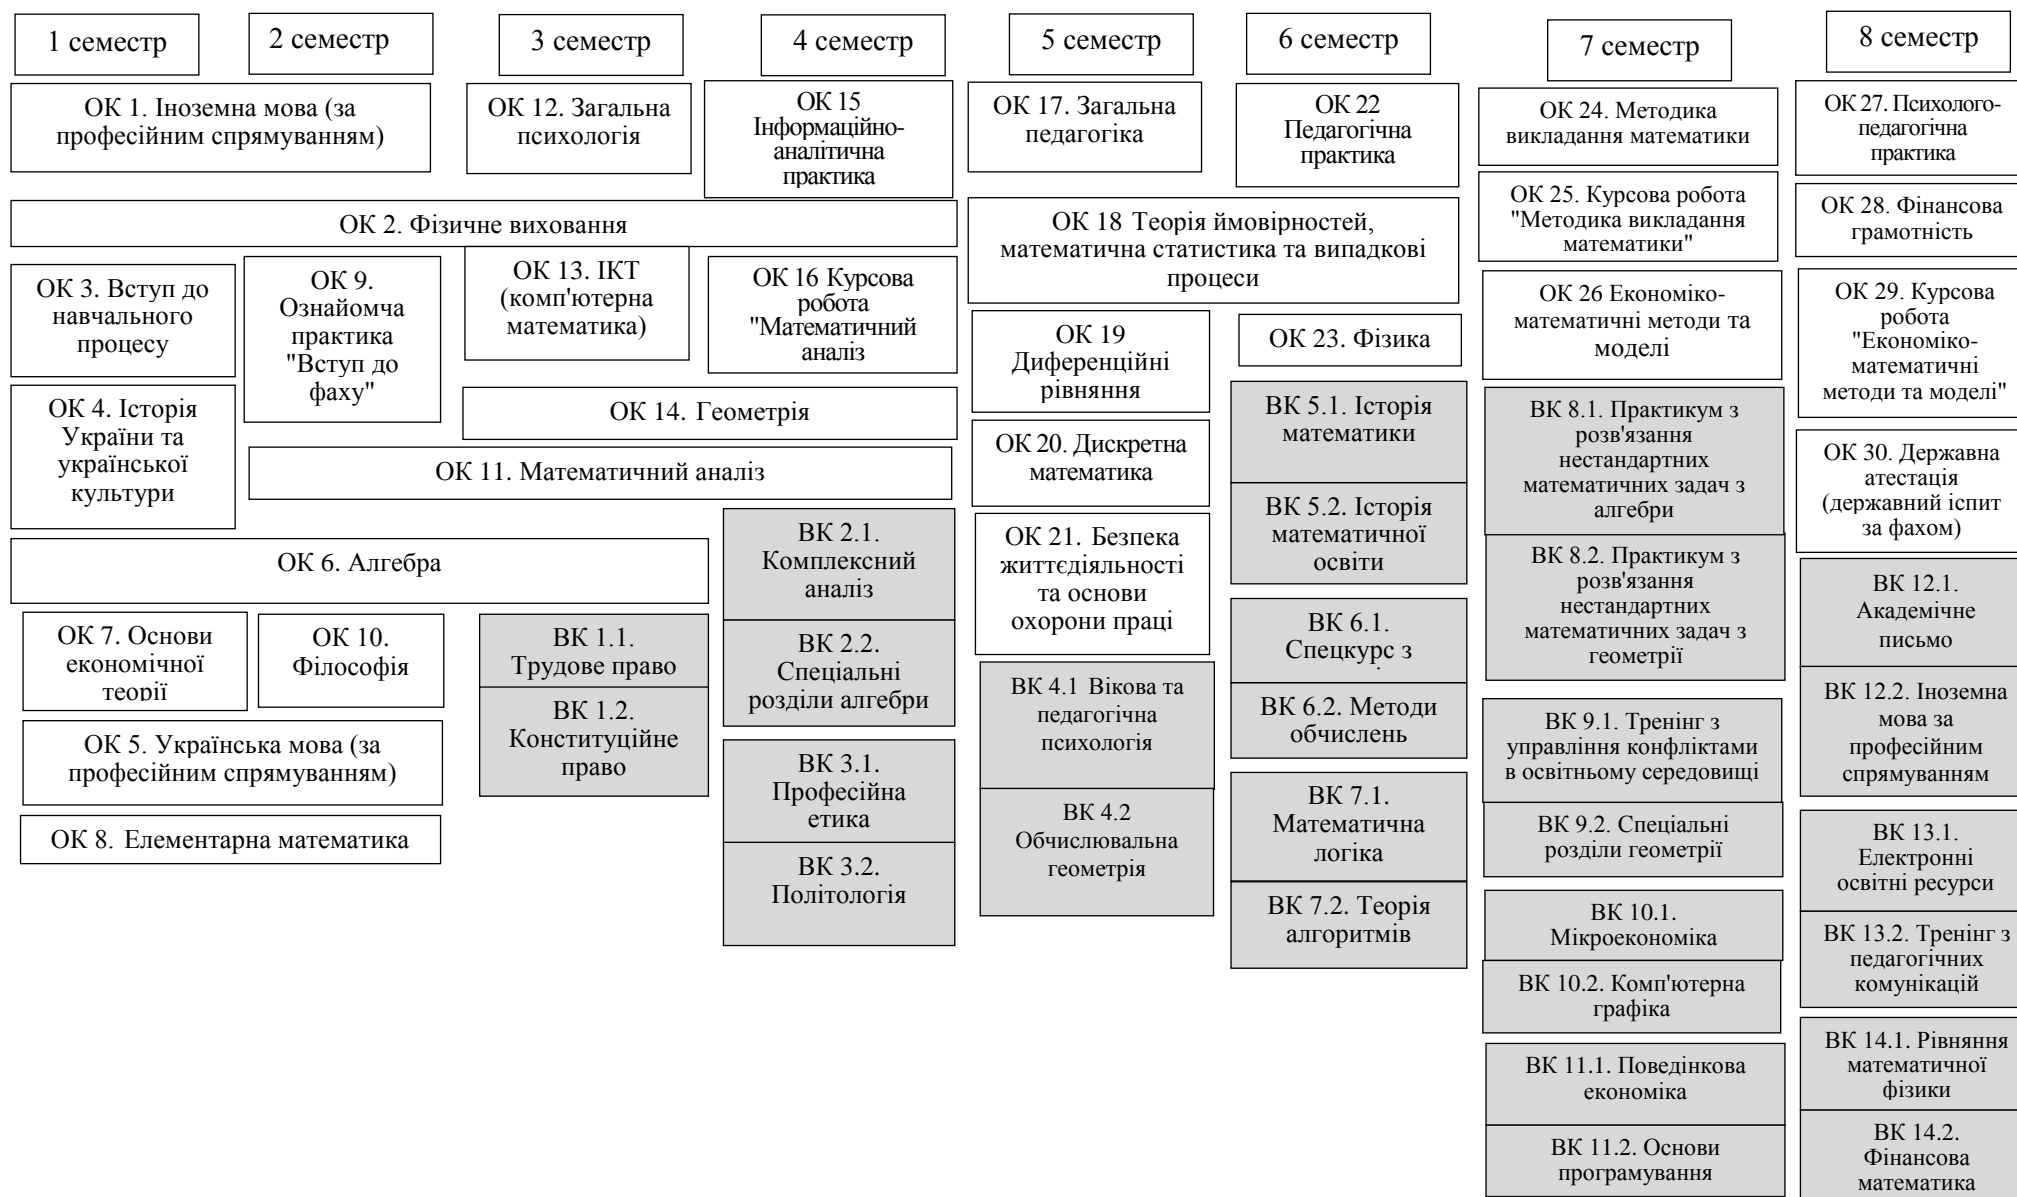 1 семестр
2 семестр
3 семестр
4 семестр
5 семестр
6 семестр
7 семестр
8 семестр
ОК 1. Іноземна мова (за
професійним спрямуванням)
ОК 12. Загальна
психологія
ОК 15
Інформаційно-
аналітична
практика
ОК 17. Загальна
педагогіка
ОК 22
Педагогічна
практика
ОК 24. Методика
викладання математики
ОК 27. Психолого-
педагогічна
практика
ОК 2. Фізичне виховання
ОК 18 Теорія ймовірностей,
математична статистика та випадкові
процеси
ОК 25. Курсова робота
"Методика викладання
математики"
ОК 28. Фінансова
грамотність
ОК 3. Вступ до
навчального
процесу
ОК 9.
Ознайомча
практика
"Вступ до
фаху"
ОК 13. ІКТ
(комп'ютерна
математика)
ОК 16 Курсова
робота
"Математичний
аналіз
ОК 19
Диференційні
рівняння
ОК 23. Фізика
ОК 26 Економіко-
математичні методи та
моделі
ОК 29. Курсова
робота
"Економіко-
математичні
методи та моделі"
ОК 4. Історія
України та
української
культури
ОК 14. Геометрія
ОК 11. Математичний аналіз
ОК 20. Дискретна
математика
ВК 5.1. Історія
математики
ВК 5.2. Історія
математичної
освіти
ВК 8.1. Практикум з
розв'язання
нестандартних
математичних задач з
алгебри
ВК 8.2. Практикум з
розв'язання
нестандартних
математичних задач з
геометрії
ОК 30. Державна
атестація
(державний іспит
за фахом)
ОК 6. Алгебра
ВК 2.1.
Комплексний
аналіз
ВК 2.2.
Спеціальні
розділи алгебри
ОК 21. Безпека
життєдіяльності
та основи
охорони праці
ВК 6.1.
Спецкурс з
ВК 6.2. Методи
обчислень
ВК 12.1.
Академічне
письмо
ВК 12.2. Іноземна
мова за
професійним
спрямуванням
ОК 7. Основи
економічної
теорії
ОК 10.
Філософія
ВК 1.1.
Трудове право
ВК 1.2.
Конституційне
право
ВК 4.1 Вікова та
педагогічна
психологія
ВК 4.2
Обчислювальна
геометрія
ВК 9.1. Тренінг з
управління конфліктами
в освітньому середовищі
ВК 9.2. Спеціальні
розділи геометрії
ОК 5. Українська мова (за
професійним спрямуванням)
ВК 3.1.
Професійна
етика
ВК 3.2.
Політологія
ВК 7.1.
Математична
логіка
ВК 7.2. Теорія
алгоритмів
ВК 13.1.
Електронні
освітні ресурси
ВК 13.2. Тренінг з
педагогічних
комунікацій
ОК 8. Елементарна математика
ВК 10.1.
Мікроекономіка
ВК 10.2. Комп'ютерна
графіка
ВК 14.1. Рівняння
математичної
фізики
ВК 14.2.
Фінансова
математика
ВК 11.1. Поведінкова
економіка
ВК 11.2. Основи
програмування